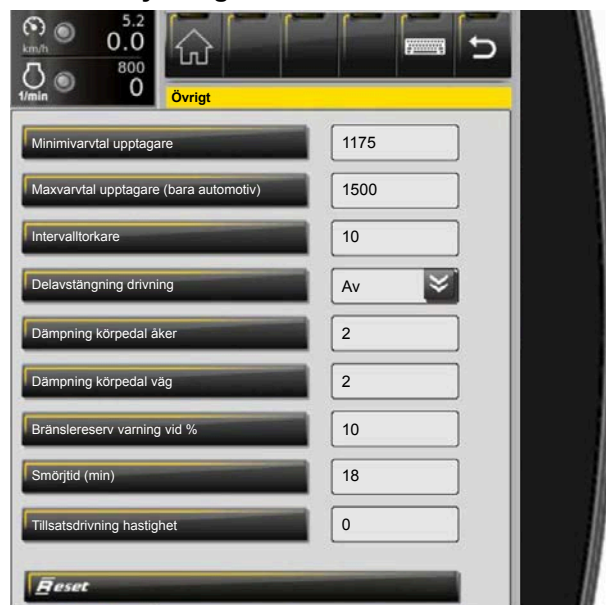 5.2
km/h 0.0
800
1/min 0
Övrigt
Minimivarvtal upptagare 1175
Maxvarvtal upptagare (bara automotiv) 1500
Intervalltorkare 10
Delavstängning drivning Av
Dämpning körpedal åker 2
Dämpning körpedal väg 2
Bränslereserv varning vid % 10
Smörjtid (min) 18
Tillsatsdrivning hastighet 0
Reset